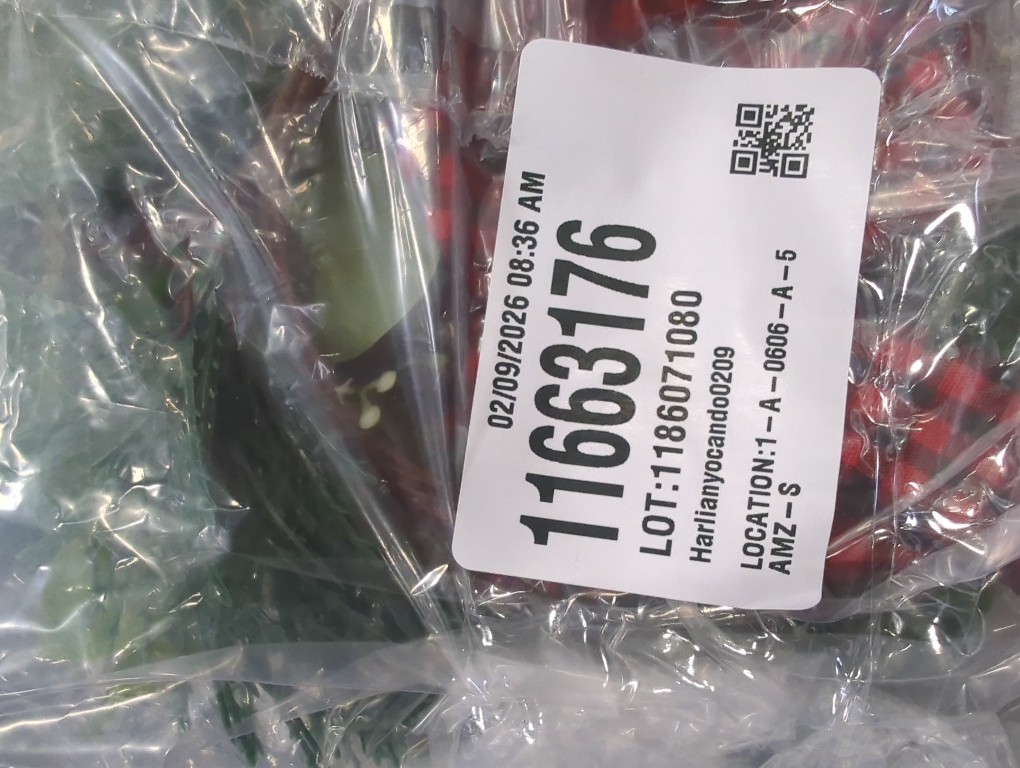 02/09/2026 08:36 AM
11663176
LOT:1186071080
Harlianyocando0209
LOCATION:1-A-0606-A-5
AMZ-S